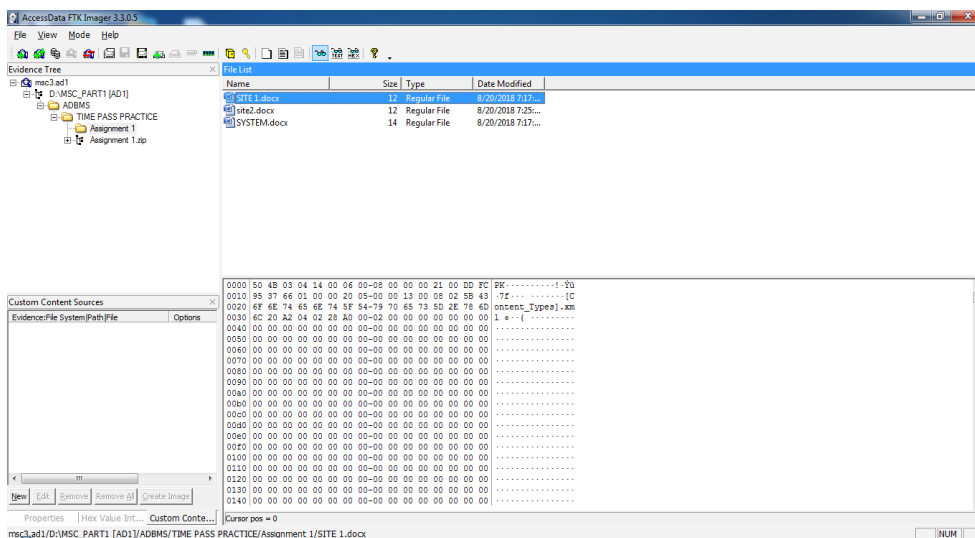 AccessData FTK Imager 3.3.0.5
File View Mode Help
Evidence Tree
msc3.ad1
D:\MSC_PART1 [AD1]
ADBMS
TIME PASS PRACTICE
Assignment 1
Assignment 1.zip
File List
Name Size Type Date Modified
SITE 1.docx 12 Regular File 8/20/2018 7:17:...
site2.docx 12 Regular File 8/20/2018 7:25:...
SYSTEM.docx 14 Regular File 8/20/2018 7:17:...
Custom Content Sources
Evidence:File System|Path|File Options
New Edit Remove Remove All Create Image
Properties Hex Value Int... Custom Conte...
0000 50 4B 03 04 14 00 06 00-08 00 00 00 21 00 DD FC PK··········!·Ýü
0010 95 37 66 01 00 00 20 05-00 00 13 00 08 02 5B 43 ·7f··· ·······[C
0020 6F 6E 74 65 6E 74 5F 54-79 70 65 73 5D 2E 78 6D ontent_Types].xm
0030 6C 20 A2 04 02 28 A0 00-02 00 00 00 00 00 00 00 l ¢··( ·········
0040 00 00 00 00 00 00 00 00-00 00 00 00 00 00 00 00 ················
0050 00 00 00 00 00 00 00 00-00 00 00 00 00 00 00 00 ················
0060 00 00 00 00 00 00 00 00-00 00 00 00 00 00 00 00 ················
0070 00 00 00 00 00 00 00 00-00 00 00 00 00 00 00 00 ················
0080 00 00 00 00 00 00 00 00-00 00 00 00 00 00 00 00 ················
0090 00 00 00 00 00 00 00 00-00 00 00 00 00 00 00 00 ················
00a0 00 00 00 00 00 00 00 00-00 00 00 00 00 00 00 00 ················
00b0 00 00 00 00 00 00 00 00-00 00 00 00 00 00 00 00 ················
00c0 00 00 00 00 00 00 00 00-00 00 00 00 00 00 00 00 ················
00d0 00 00 00 00 00 00 00 00-00 00 00 00 00 00 00 00 ················
00e0 00 00 00 00 00 00 00 00-00 00 00 00 00 00 00 00 ················
00f0 00 00 00 00 00 00 00 00-00 00 00 00 00 00 00 00 ················
0100 00 00 00 00 00 00 00 00-00 00 00 00 00 00 00 00 ················
0110 00 00 00 00 00 00 00 00-00 00 00 00 00 00 00 00 ················
0120 00 00 00 00 00 00 00 00-00 00 00 00 00 00 00 00 ················
0130 00 00 00 00 00 00 00 00-00 00 00 00 00 00 00 00 ················
0140 00 00 00 00 00 00 00 00-00 00 00 00 00 00 00 00 ················
Cursor pos = 0
msc3.ad1/D:\MSC_PART1 [AD1]/ADBMS/TIME PASS PRACTICE/Assignment 1/SITE 1.docx
NUM